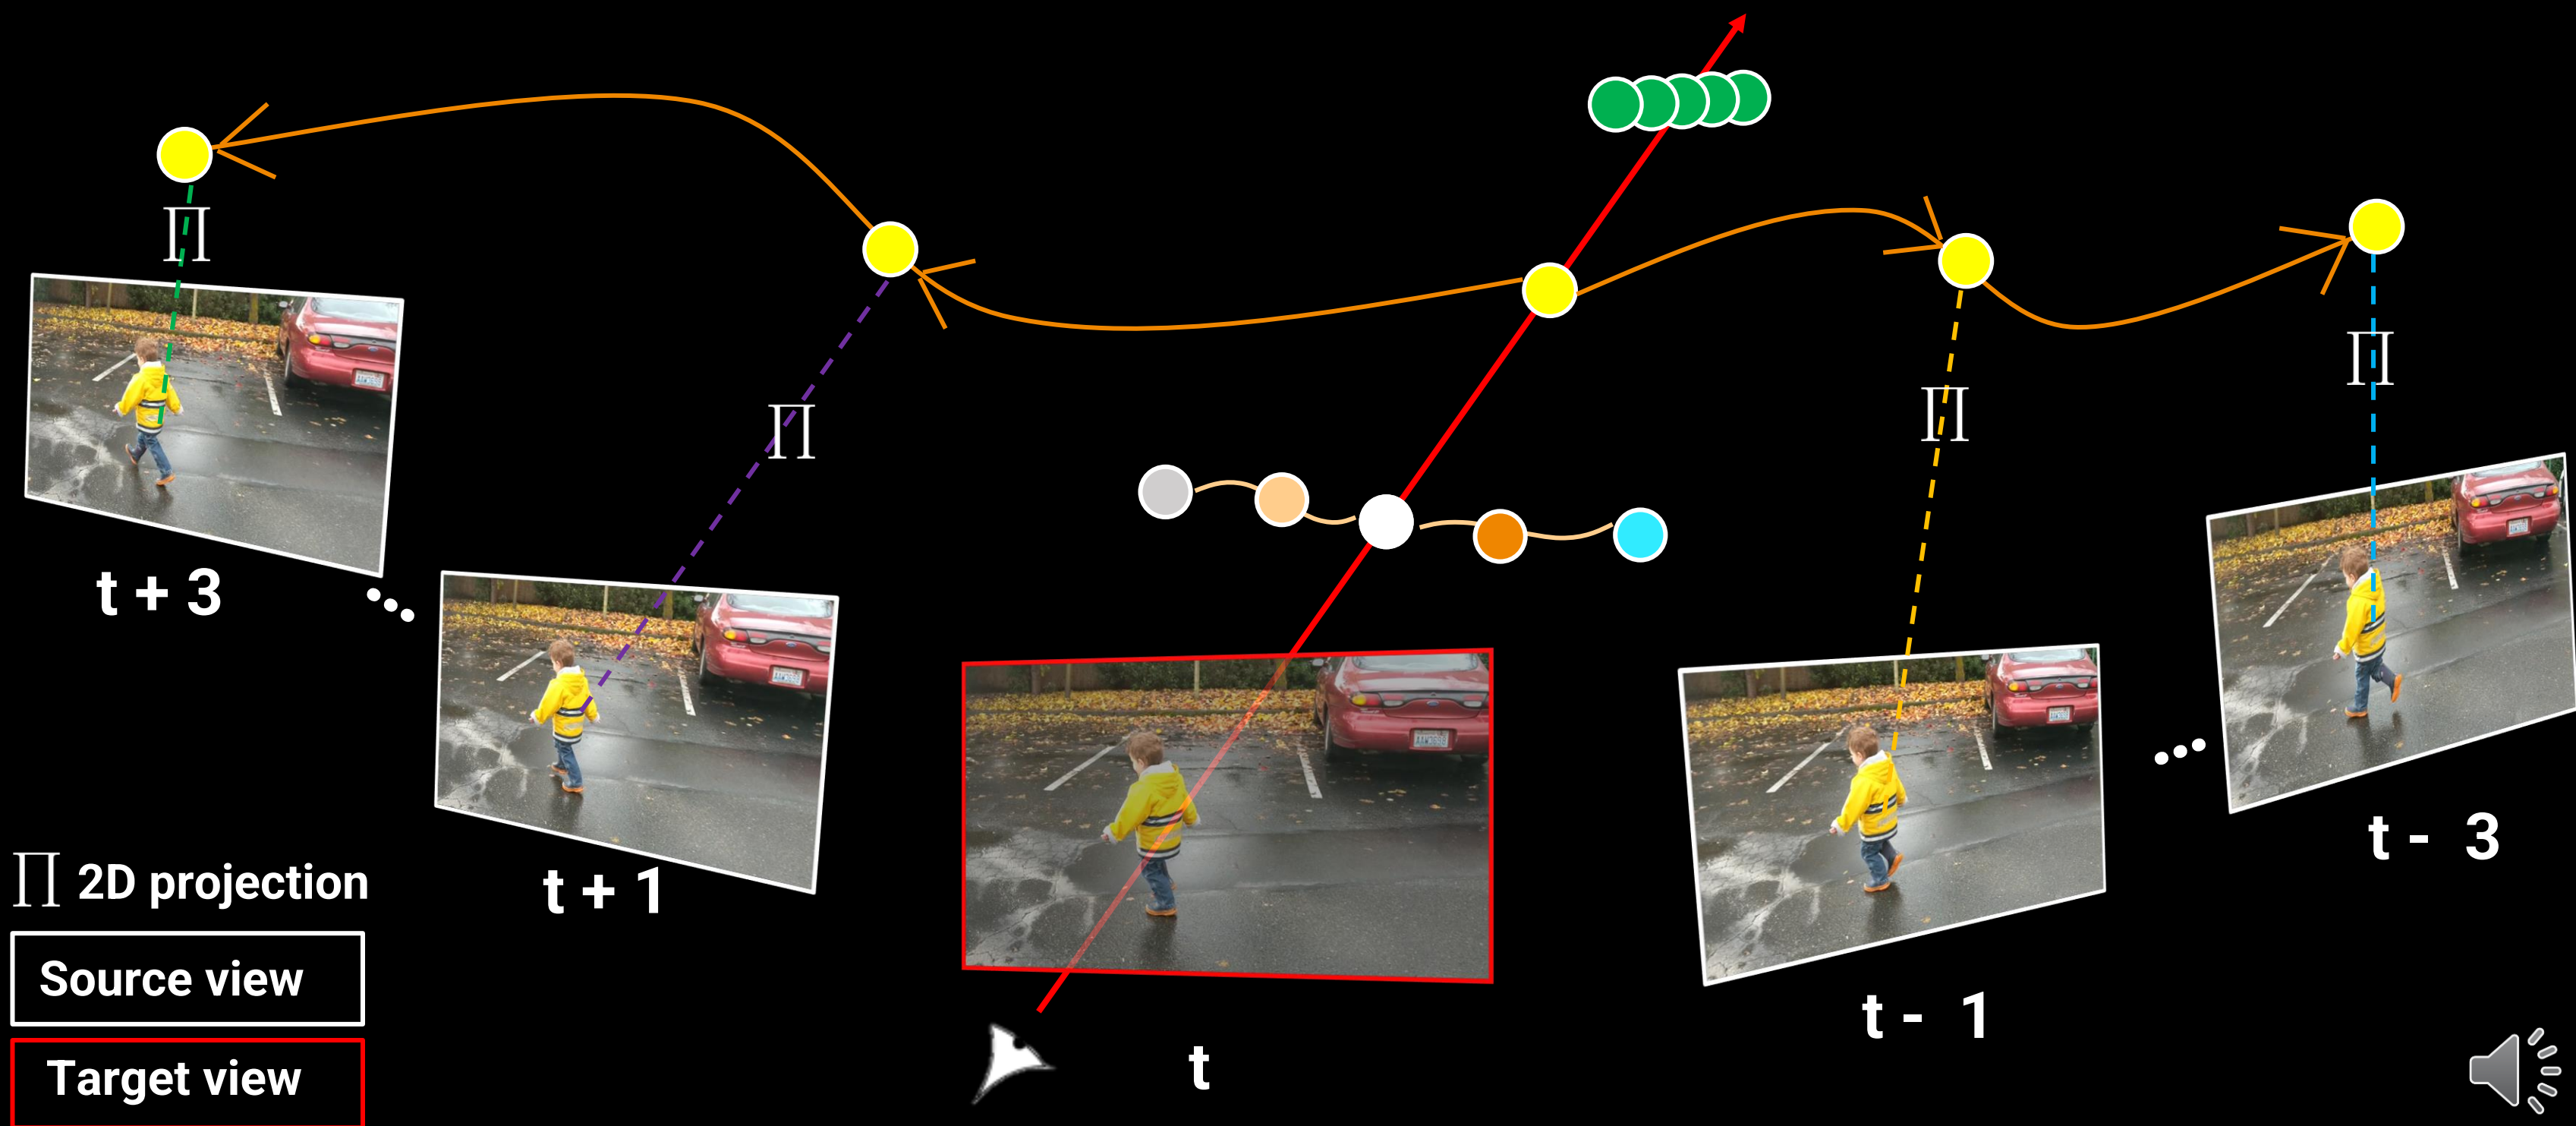 ∏
∏
∏
∏
t + 3
t + 1
t
t - 1
t - 3
∏ 2D projection
Source view
Target view